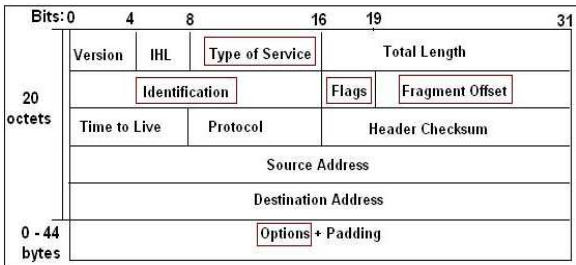 Bits: 0 4 8 16 19 31
Version IHL Type of Service Total Length
20 octets
Identification Flags Fragment Offset
Time to Live Protocol Header Checksum
Source Address
Destination Address
0 - 44 bytes
Options + Padding